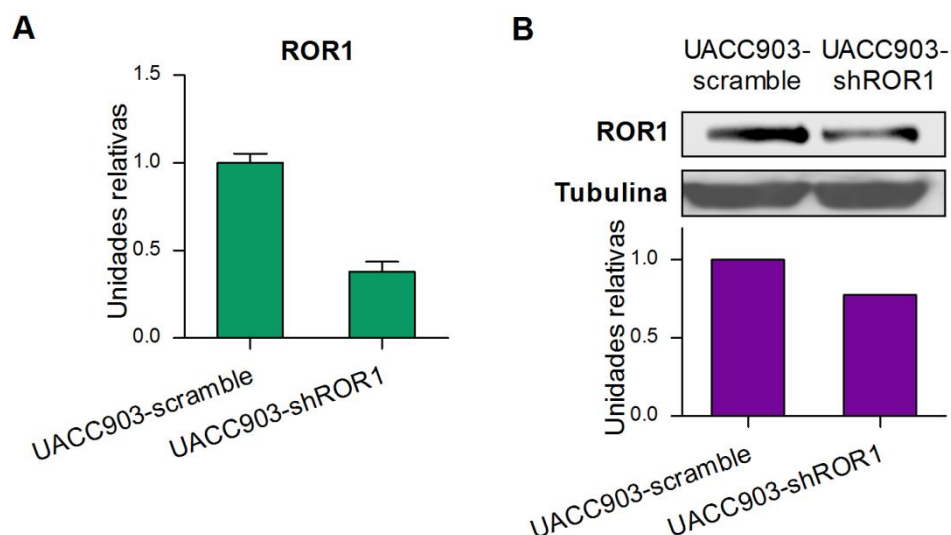 A
ROR1
Unidades relativas
1.5
1.0
0.5
0.0
UACC903-scramble
UACC903-shROR1
B
UACC903-
scramble
UACC903-
shROR1
ROR1
Tubulina
Unidades relativas
1.0
0.5
0.0
UACC903-scramble
UACC903-shROR1